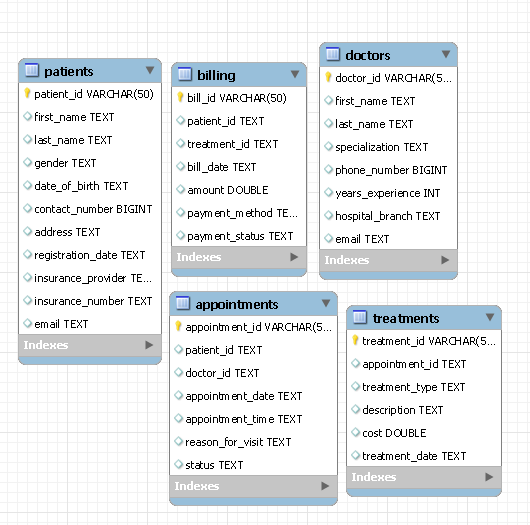 patients
patient_id VARCHAR(50)
first_name TEXT
last_name TEXT
gender TEXT
date_of_birth TEXT
contact_number BIGINT
address TEXT
registration_date TEXT
insurance_provider TE...
insurance_number TEXT
email TEXT
Indexes
billing
bill_id VARCHAR(50)
patient_id TEXT
treatment_id TEXT
bill_date TEXT
amount DOUBLE
payment_method TE...
payment_status TEXT
Indexes
doctors
doctor_id VARCHAR(5...
first_name TEXT
last_name TEXT
specialization TEXT
phone_number BIGINT
years_experience INT
hospital_branch TEXT
email TEXT
Indexes
appointments
appointment_id VARCHAR(5...
patient_id TEXT
doctor_id TEXT
appointment_date TEXT
appointment_time TEXT
reason_for_visit TEXT
status TEXT
Indexes
treatments
treatment_id VARCHAR(5...
appointment_id TEXT
treatment_type TEXT
description TEXT
cost DOUBLE
treatment_date TEXT
Indexes